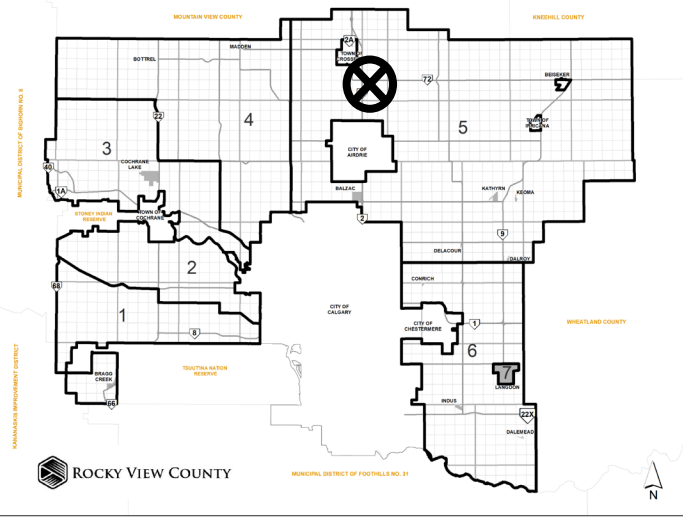 MOUNTAIN VIEW COUNTY
KNEEHILL COUNTY
2A
MADDEN
BOTTREL
TOWN OF
72
BEISEKER
MUNICIPAL DISTRICT OF BIGHORN NO. 8
22
4
5
TOWN OF
IRRICANA
3
CITY OF
AIRDRIE
COCHRANE
LAKE
40
1A
BALZAC
KATHYRN
KEOMA
STONEY INDIAN
RESERVE
TOWN OF
COCHRANE
2
9
DELACOUR
DALROY
2
CONRICH
68
CITY OF
CALGARY
1
8
CITY OF
CHESTERMERE
1
WHEATLAND COUNTY
6
KANANASKIS IMPROVEMENT DISTRICT
BRAGG
CREEK
TSUUTINA NATION
RESERVE
7
LANGDON
66
INDUS
22X
DALEMEAD
ROCKY VIEW COUNTY
MUNICIPAL DISTRICT OF FOOTHILLS NO. 31
N